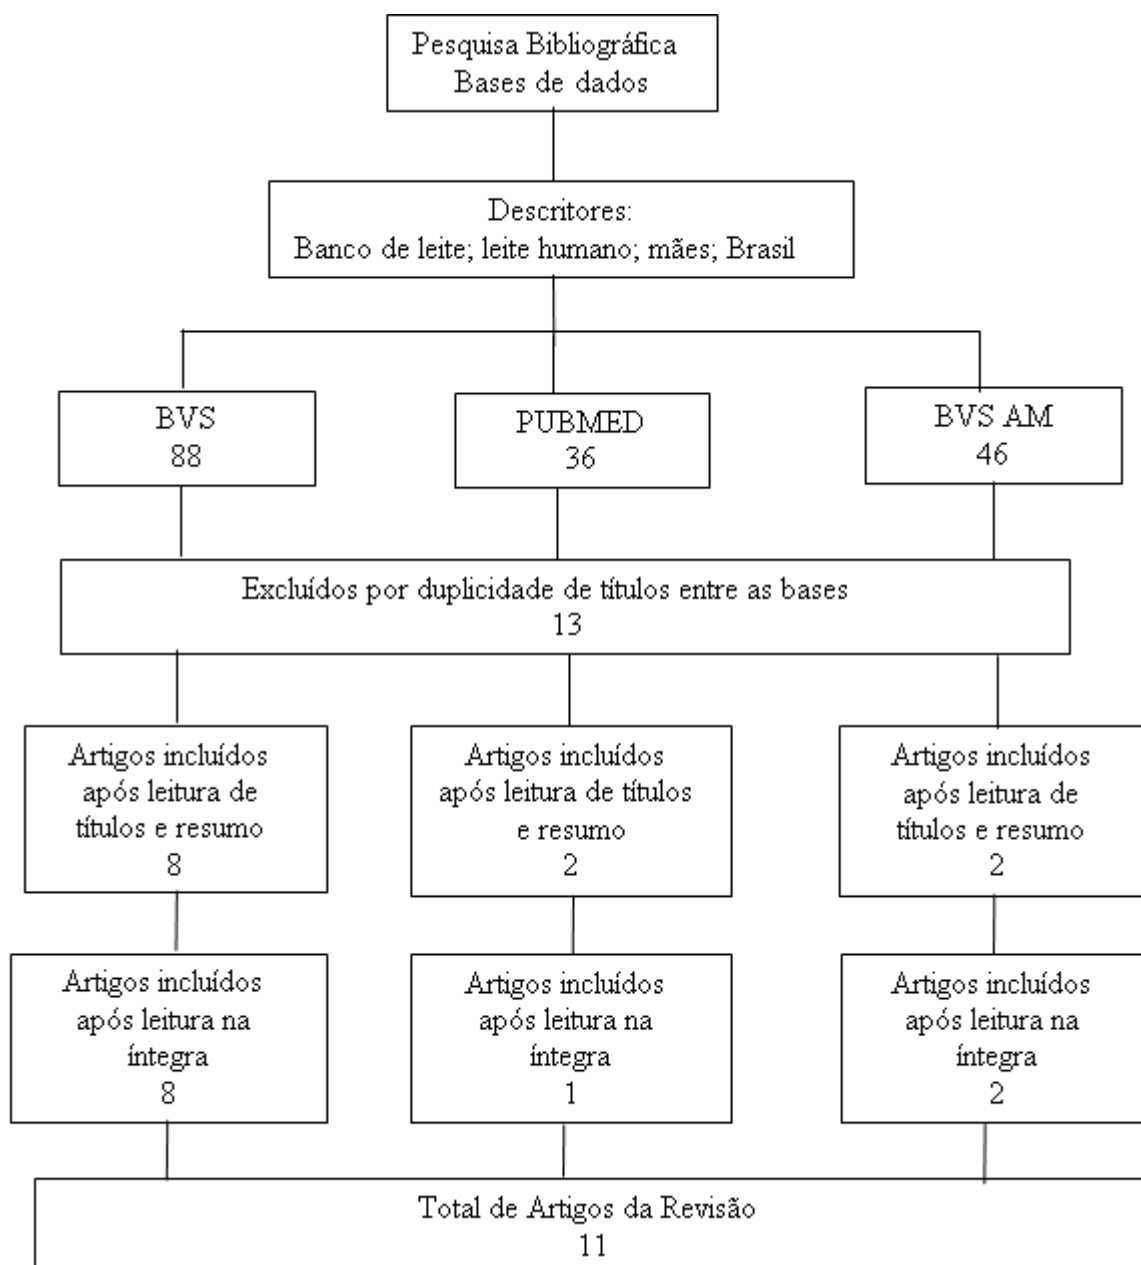 Pesquisa Bibliográfica
Bases de dados
Descritores:
Banco de leite; leite humano; mães; Brasil
BVS
88
PUBMED
36
BVS AM
46
Excluídos por duplicidade de títulos entre as bases
13
Artigos incluídos
após leitura de
títulos e resumo
8
Artigos incluídos
após leitura de títulos
e resumo
2
Artigos incluídos
após leitura de
títulos e resumo
2
Artigos incluídos
após leitura na
íntegra
8
Artigos incluídos
após leitura na
íntegra
1
Artigos incluídos
após leitura na
íntegra
2
Total de Artigos da Revisão
11